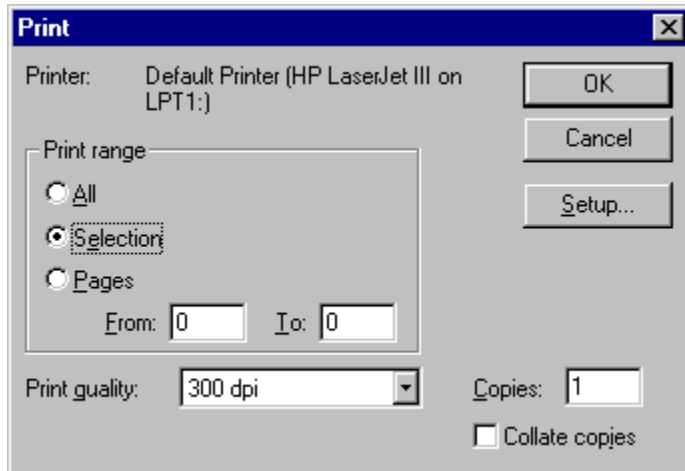 Print
Printer: Default Printer (HP LaserJet III on
LPT1:)
OK
Cancel
Setup...
Print range
All
Selection
Pages
From: 0 To: 0
Print quality: 300 dpi
Copies: 1
Collate copies